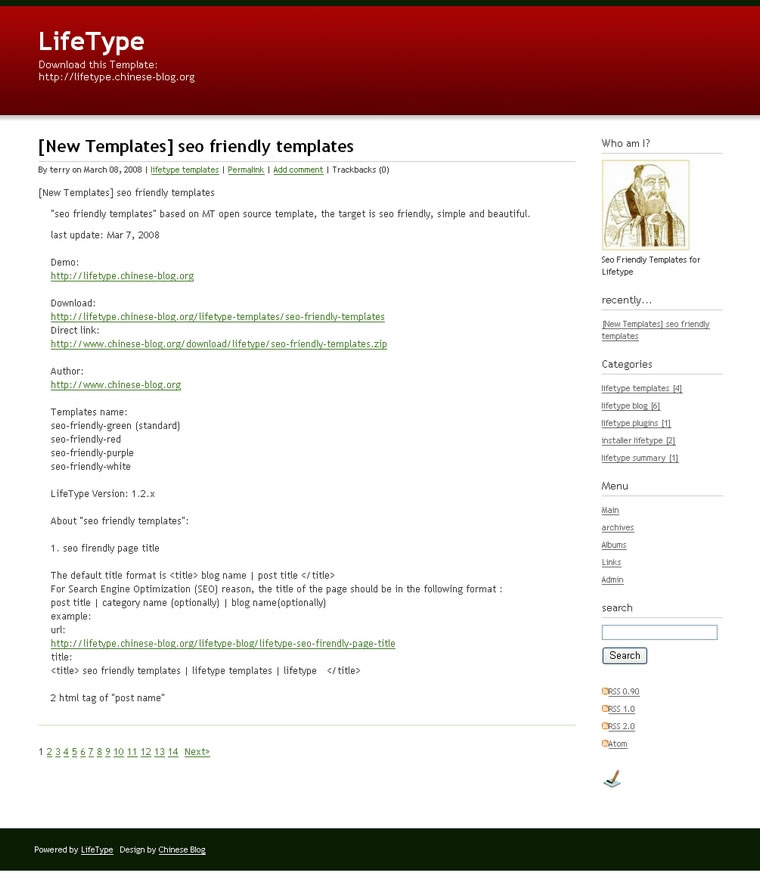 LifeType
Download this Template:
http://lifetype.chinese-blog.org
[New Templates] seo friendly templates
By terry on March 08, 2008 | lifetype templates | Permalink | Add comment | Trackbacks (0)
[New Templates] seo friendly templates
"seo friendly templates" based on MT open source template, the target is seo friendly, simple and beautiful.
last update: Mar 7, 2008
Demo:
http://lifetype.chinese-blog.org
Download:
http://lifetype.chinese-blog.org/lifetype-templates/seo-friendly-templates
Direct link:
http://www.chinese-blog.org/download/lifetype/seo-friendly-templates.zip
Author:
http://www.chinese-blog.org
Templates name:
seo-friendly-green (standard)
seo-friendly-red
seo-friendly-purple
seo-friendly-white
LifeType Version: 1.2.x
About "seo friendly templates":
1. seo firendly page title
The default title format is <title> blog name | post title </title>
For Search Engine Optimization (SEO) reason, the title of the page should be in the following format :
post title | category name (optionally) | blog name(optionally)
example:
url:
http://lifetype.chinese-blog.org/lifetype-blog/lifetype-seo-firendly-page-title
title:
<title> seo friendly templates | lifetype templates | lifetype </title>
2 html tag of "post name"
1 2 3 4 5 6 7 8 9 10 11 12 13 14 Next»
Who am I?
Seo Friendly Templates for
Lifetype
recently...
[New Templates] seo friendly
templates
Categories
lifetype templates [4]
lifetype blog [6]
lifetype plugins [1]
installer lifetype [2]
lifetype summary [1]
Menu
Main
archives
Albums
Links
Admin
search
Search
RSS 0.90
RSS 1.0
RSS 2.0
Atom
Powered by LifeType Design by Chinese Blog